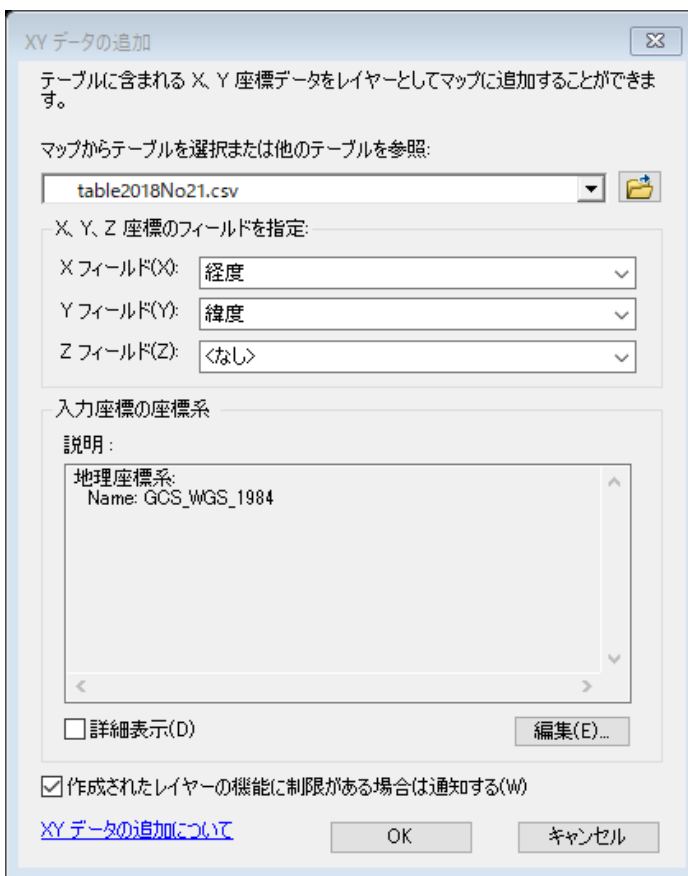 XY データの追加
テーブルに含まれる X、Y 座標データをレイヤーとしてマップに追加することができま
す。
マップからテーブルを選択または他のテーブルを参照:
table2018No21.csv
X、Y、Z 座標のフィールドを指定:
X フィールド(X): 経度
Y フィールド(Y): 緯度
Z フィールド(Z): <なし>
入力座標の座標系
説明:
地理座標系:
Name: GCS_WGS_1984
詳細表示(D) 編集(E)...
作成されたレイヤーの機能に制限がある場合は通知する(W)
XY データの追加について OK キャンセル